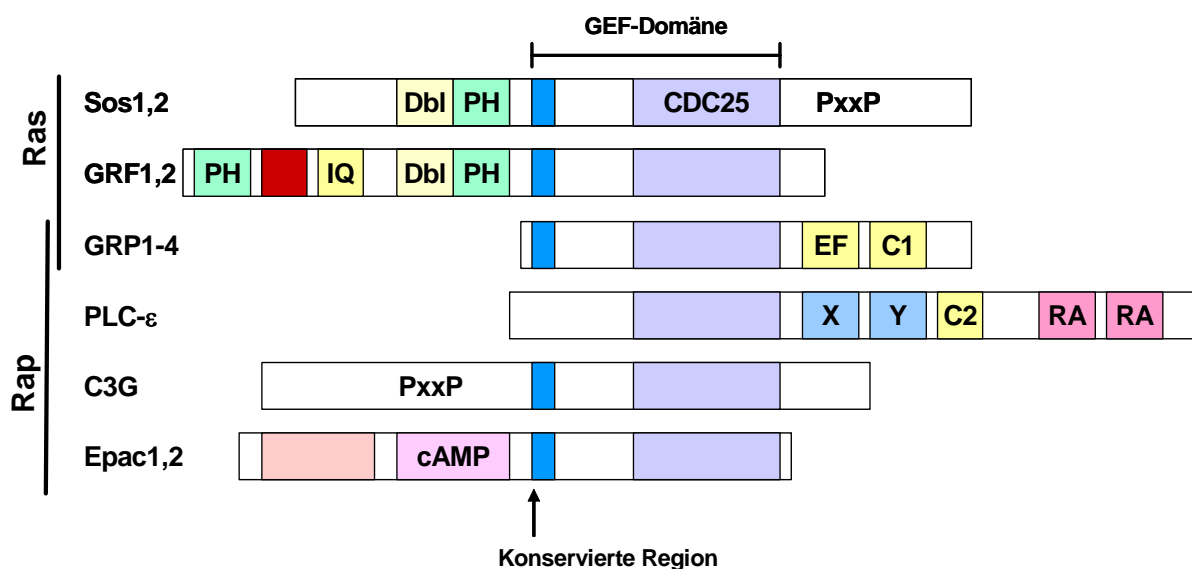 GEF-Domäne
Ras
Sos1,2
Dbl PH CDC25 PxxP
GRF1,2
PH IQ Dbl PH
Rap
GRP1-4
EF C1
PLC-ε
X Y C2 RA RA
C3G
PxxP
Epac1,2
cAMP
Konservierte Region